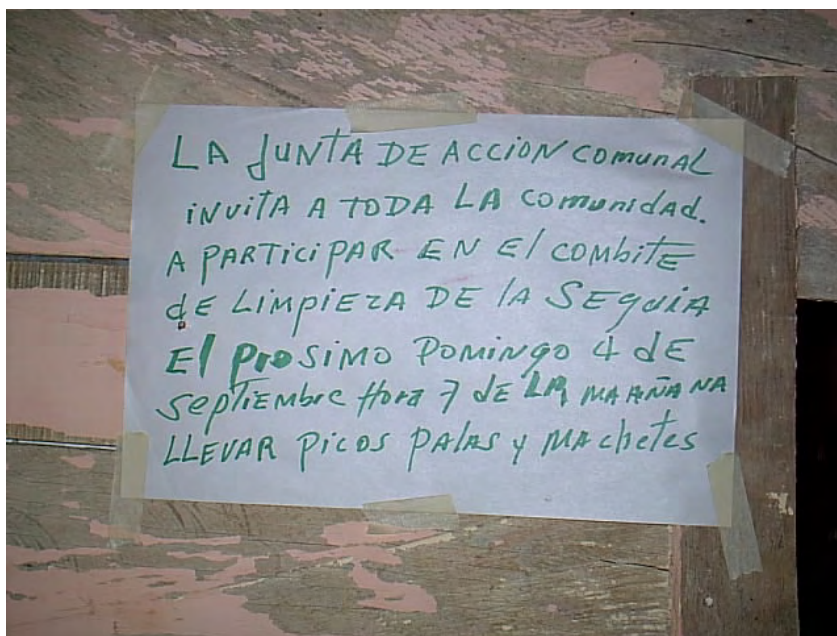 LA JUNTA DE ACCION COMUNAL
INVITA A TODA LA COMUNIDAD.
A PARTICIPAR EN EL COMBITE
DE LIMPIEZA DE LA SEQUIA
EL PROSIMO DOMINGO 4 DE
SEPTIEMBRE HORA 7 DE LA MAÑANA
LLEVAR PICOS PALAS Y MACHETES